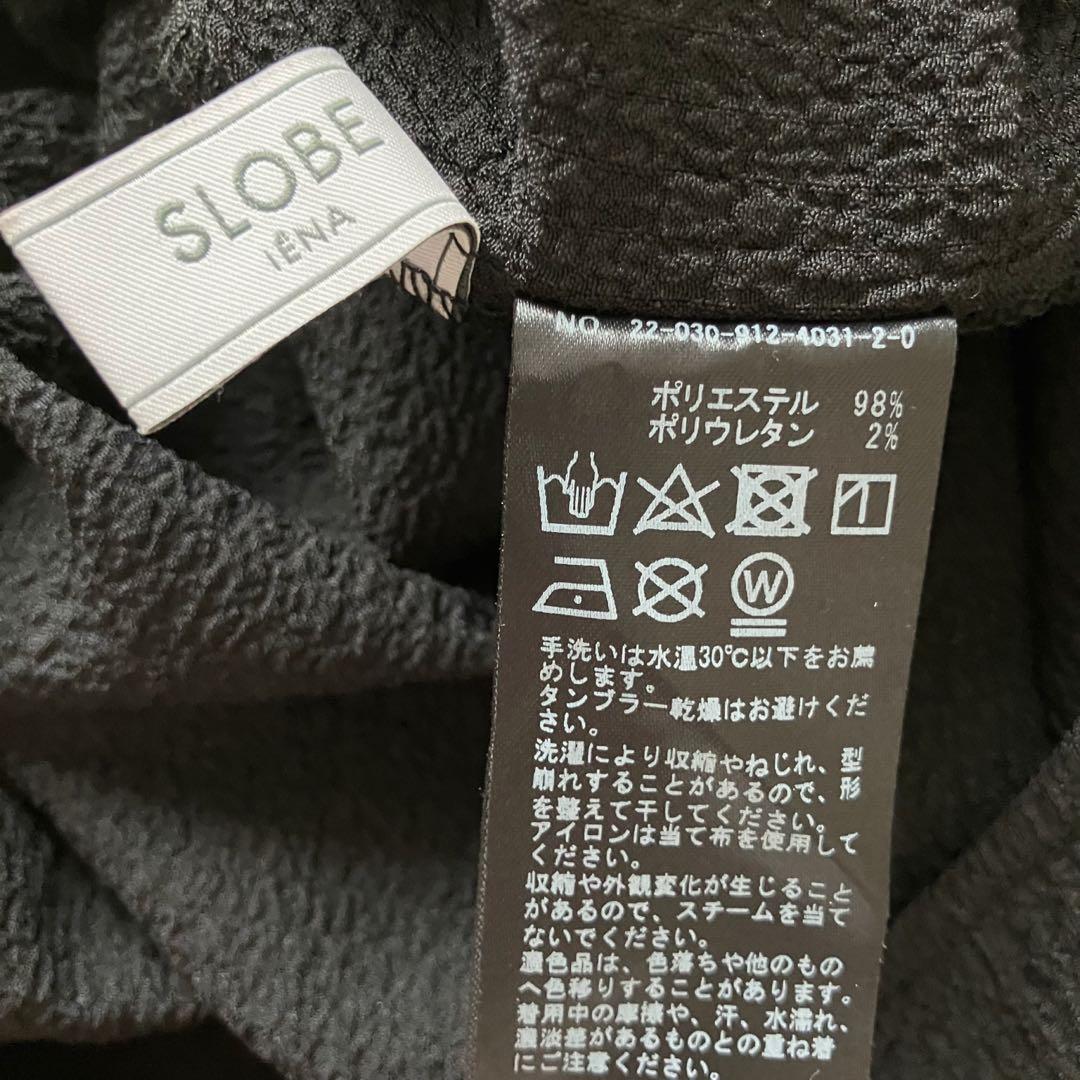 SLOBE
IÉNA
NO. 22-030-912-4031-2-0
ポリエステル 98%
ポリウレタン 2%
W
手洗いは水温30℃以下をお薦
めします。
タンブラー乾燥はお避けくだ
さい。
洗濯により収縮やねじれ、型
崩れすることがあるので、形
を整えて干してください。
アイロンは当て布を使用して
ください。
収縮や外観変化が生じること
があるので、スチームを当て
ないでください。
濃色品は、色落ちや他のもの
へ色移りすることがあります。
着用中の摩擦や、汗、水濡れ、
濃淡差があるものとの重ね着
にご注意ください。